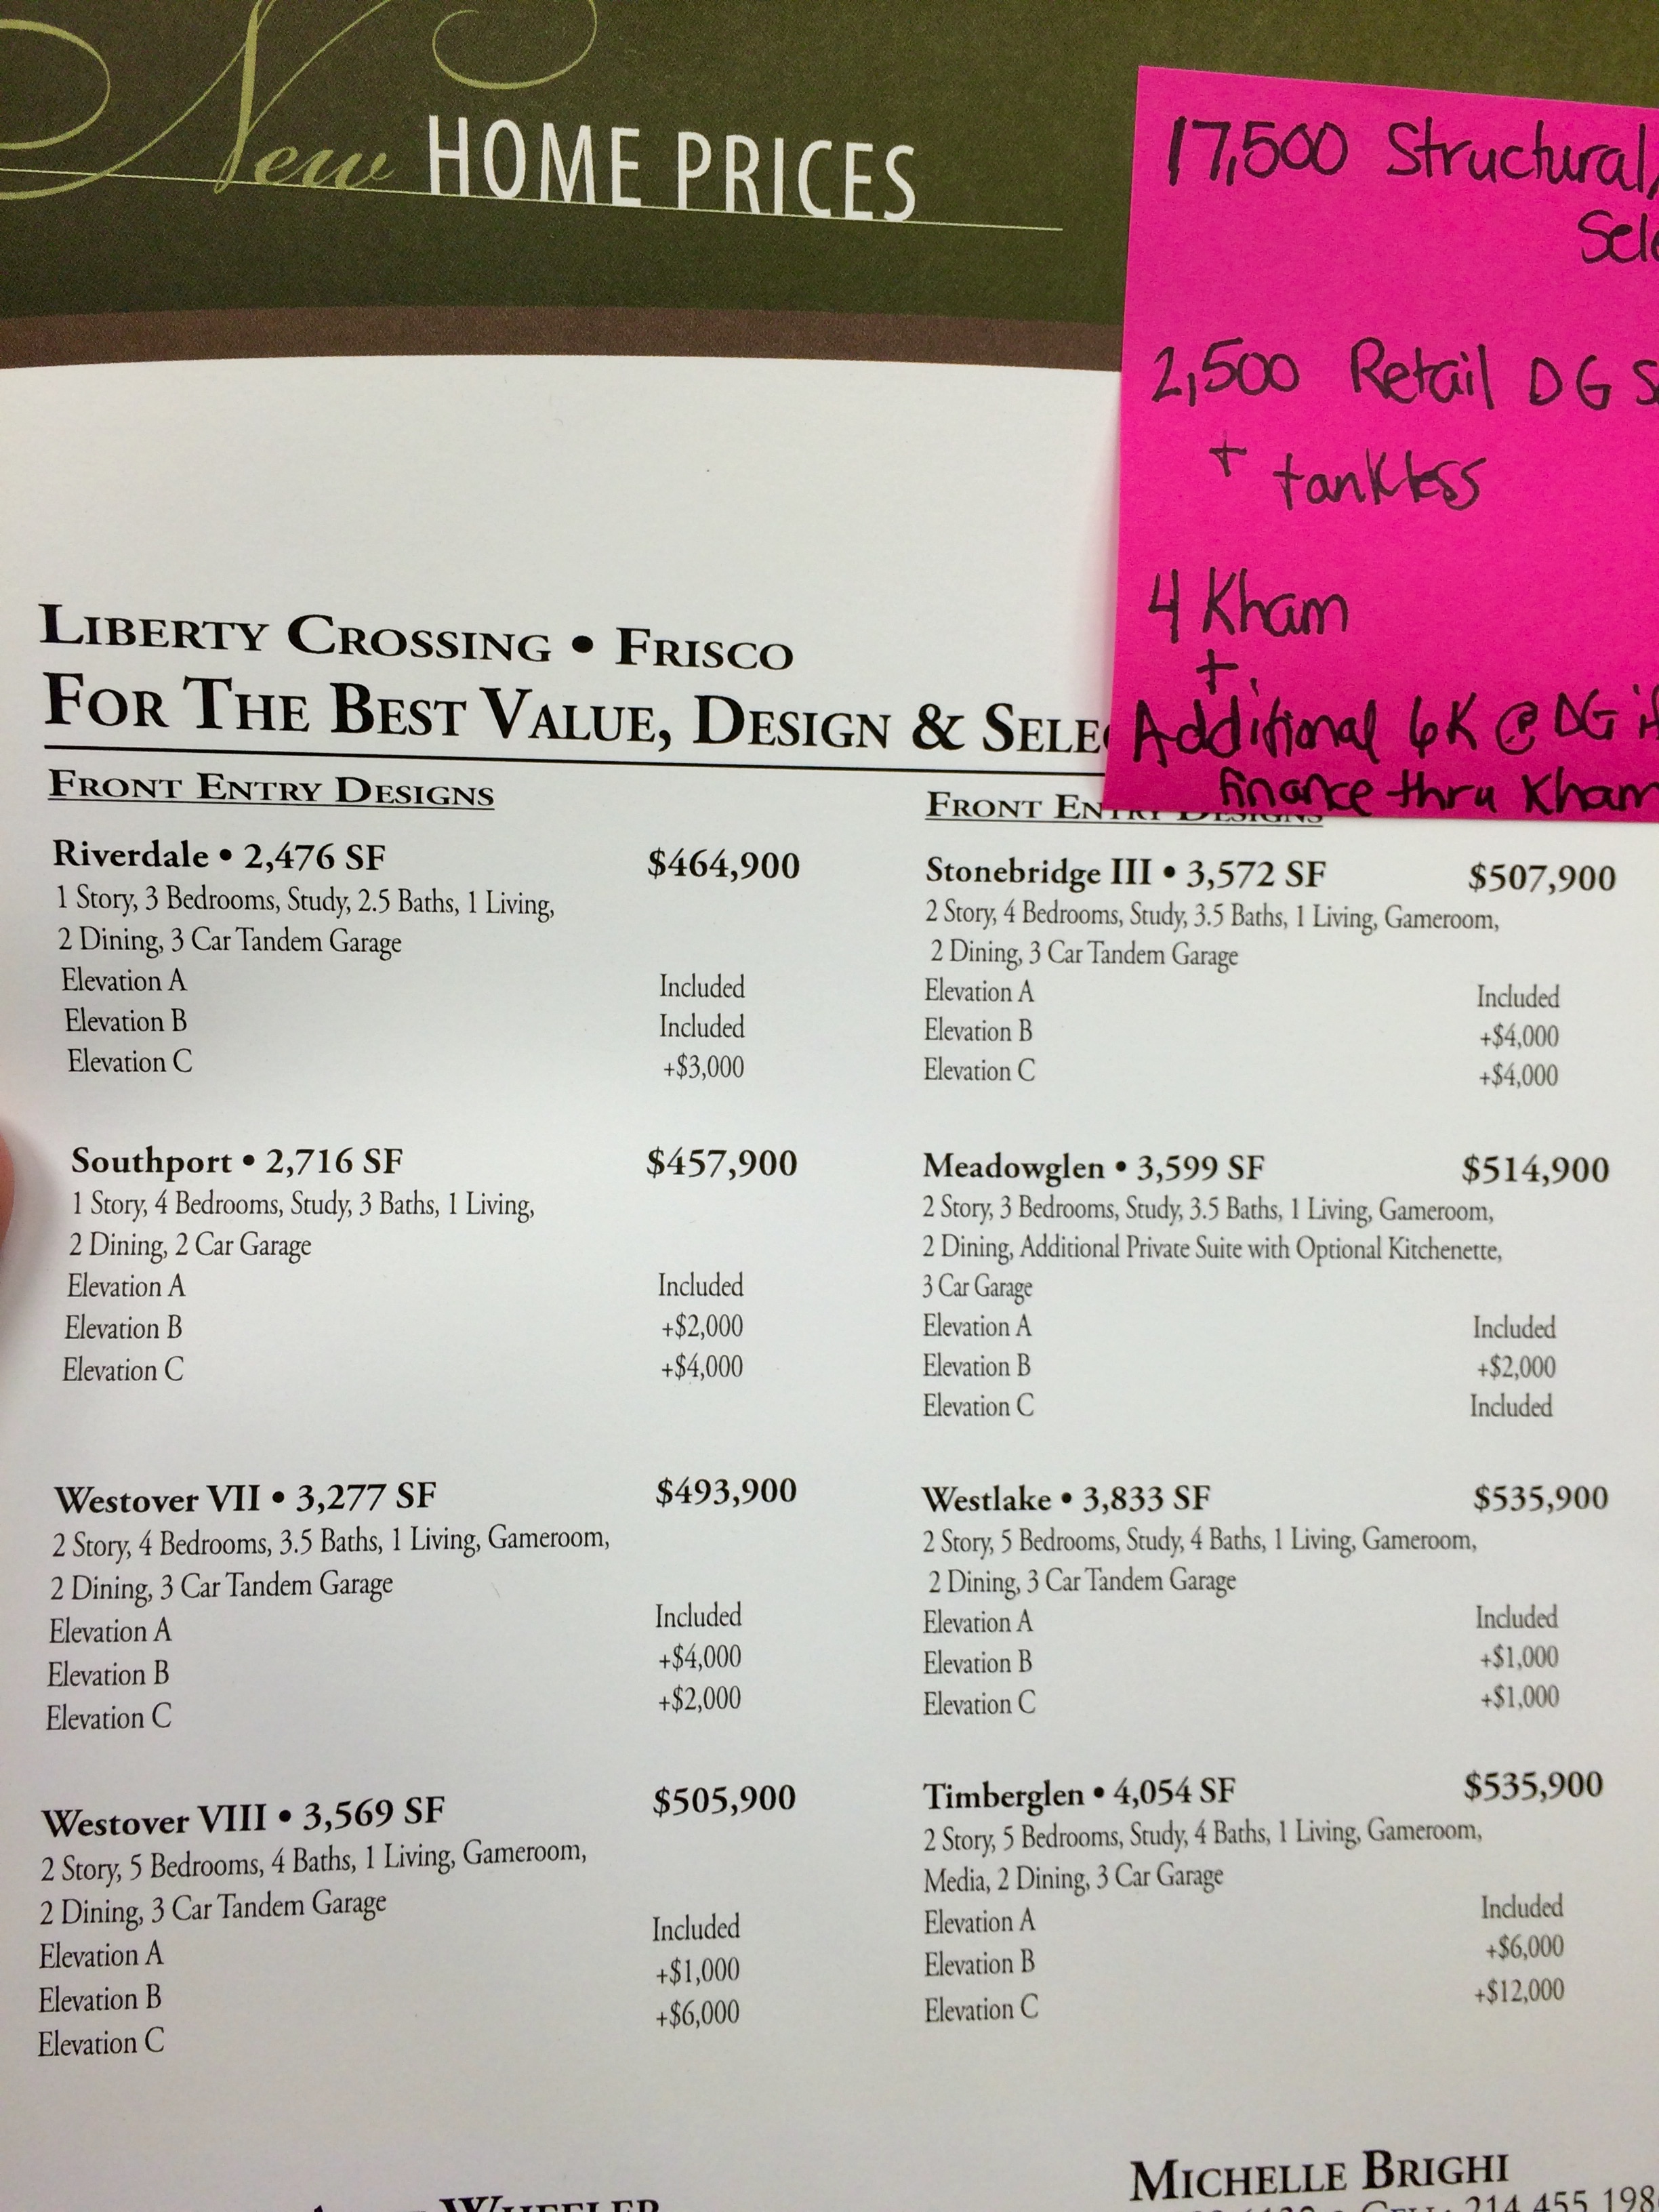 New HOME PRICES
17,500 Structural/
2,500 Retail DG
+ tankless
4 Kham
+
Additional 6K @ DG
finance thru Kham
LIBERTY CROSSING • FRISCO
FOR THE BEST VALUE, DESIGN &
FRONT ENTRY DESIGNS
Riverdale • 2,476 SF $464,900
1 Story, 3 Bedrooms, Study, 2.5 Baths, 1 Living,
2 Dining, 3 Car Tandem Garage
Elevation A Included
Elevation B Included
Elevation C +$3,000
Southport • 2,716 SF $457,900
1 Story, 4 Bedrooms, Study, 3 Baths, 1 Living,
2 Dining, 2 Car Garage
Elevation A Included
Elevation B +$2,000
Elevation C +$4,000
Westover VII • 3,277 SF $493,900
2 Story, 4 Bedrooms, 3.5 Baths, 1 Living, Gameroom,
2 Dining, 3 Car Tandem Garage
Elevation A Included
Elevation B +$4,000
Elevation C +$2,000
Westover VIII • 3,569 SF $505,900
2 Story, 5 Bedrooms, 4 Baths, 1 Living, Gameroom,
2 Dining, 3 Car Tandem Garage
Elevation A Included
Elevation B +$1,000
Elevation C +$6,000
FRONT ENTRY DESIGNS
Stonebridge III • 3,572 SF $507,900
2 Story, 4 Bedrooms, Study, 3.5 Baths, 1 Living, Gameroom,
2 Dining, 3 Car Tandem Garage
Elevation A Included
Elevation B +$4,000
Elevation C +$4,000
Meadowglen • 3,599 SF $514,900
2 Story, 3 Bedrooms, Study, 3.5 Baths, 1 Living, Gameroom,
2 Dining, Additional Private Suite with Optional Kitchenette,
3 Car Garage
Elevation A Included
Elevation B +$2,000
Elevation C Included
Westlake • 3,833 SF $535,900
2 Story, 5 Bedrooms, Study, 4 Baths, 1 Living, Gameroom,
2 Dining, 3 Car Tandem Garage
Elevation A Included
Elevation B +$1,000
Elevation C +$1,000
Timberglen • 4,054 SF $535,900
2 Story, 5 Bedrooms, Study, 4 Baths, 1 Living, Gameroom,
Media, 2 Dining, 3 Car Garage
Elevation A Included
Elevation B +$6,000
Elevation C +$12,000
WHEELER
MICHELLE BRIGHI
CELL: 214.455.198